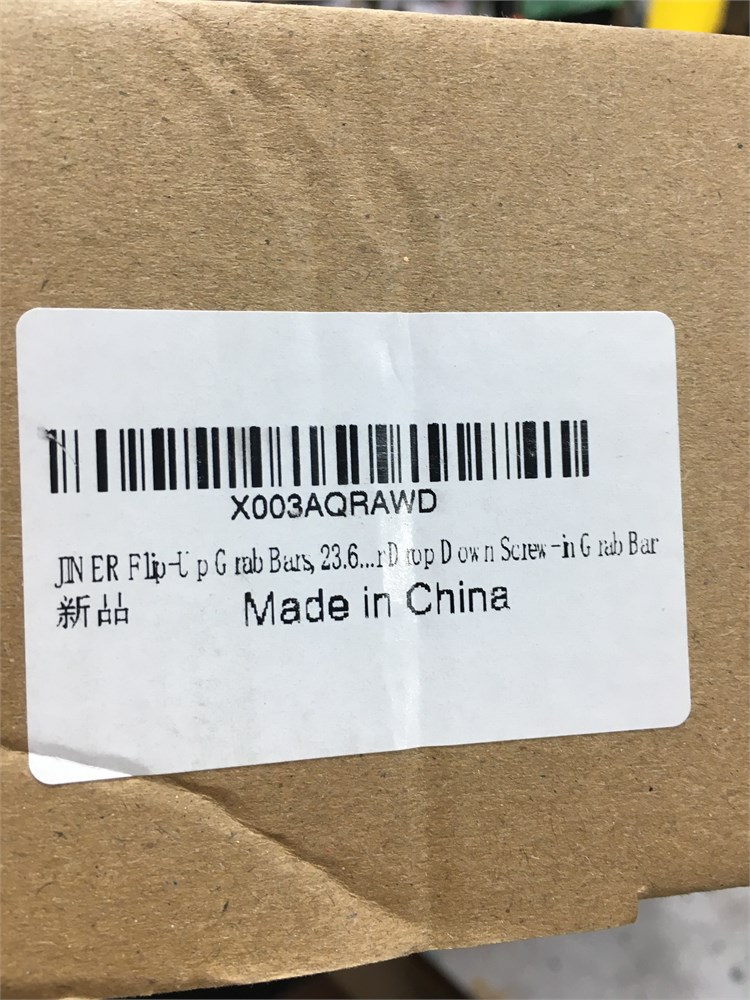 X003AQRAWD
JINER Flip-Up Grab Bars, 23.6...r Drop Down Screw-in Grab Bar
新品 Made in China